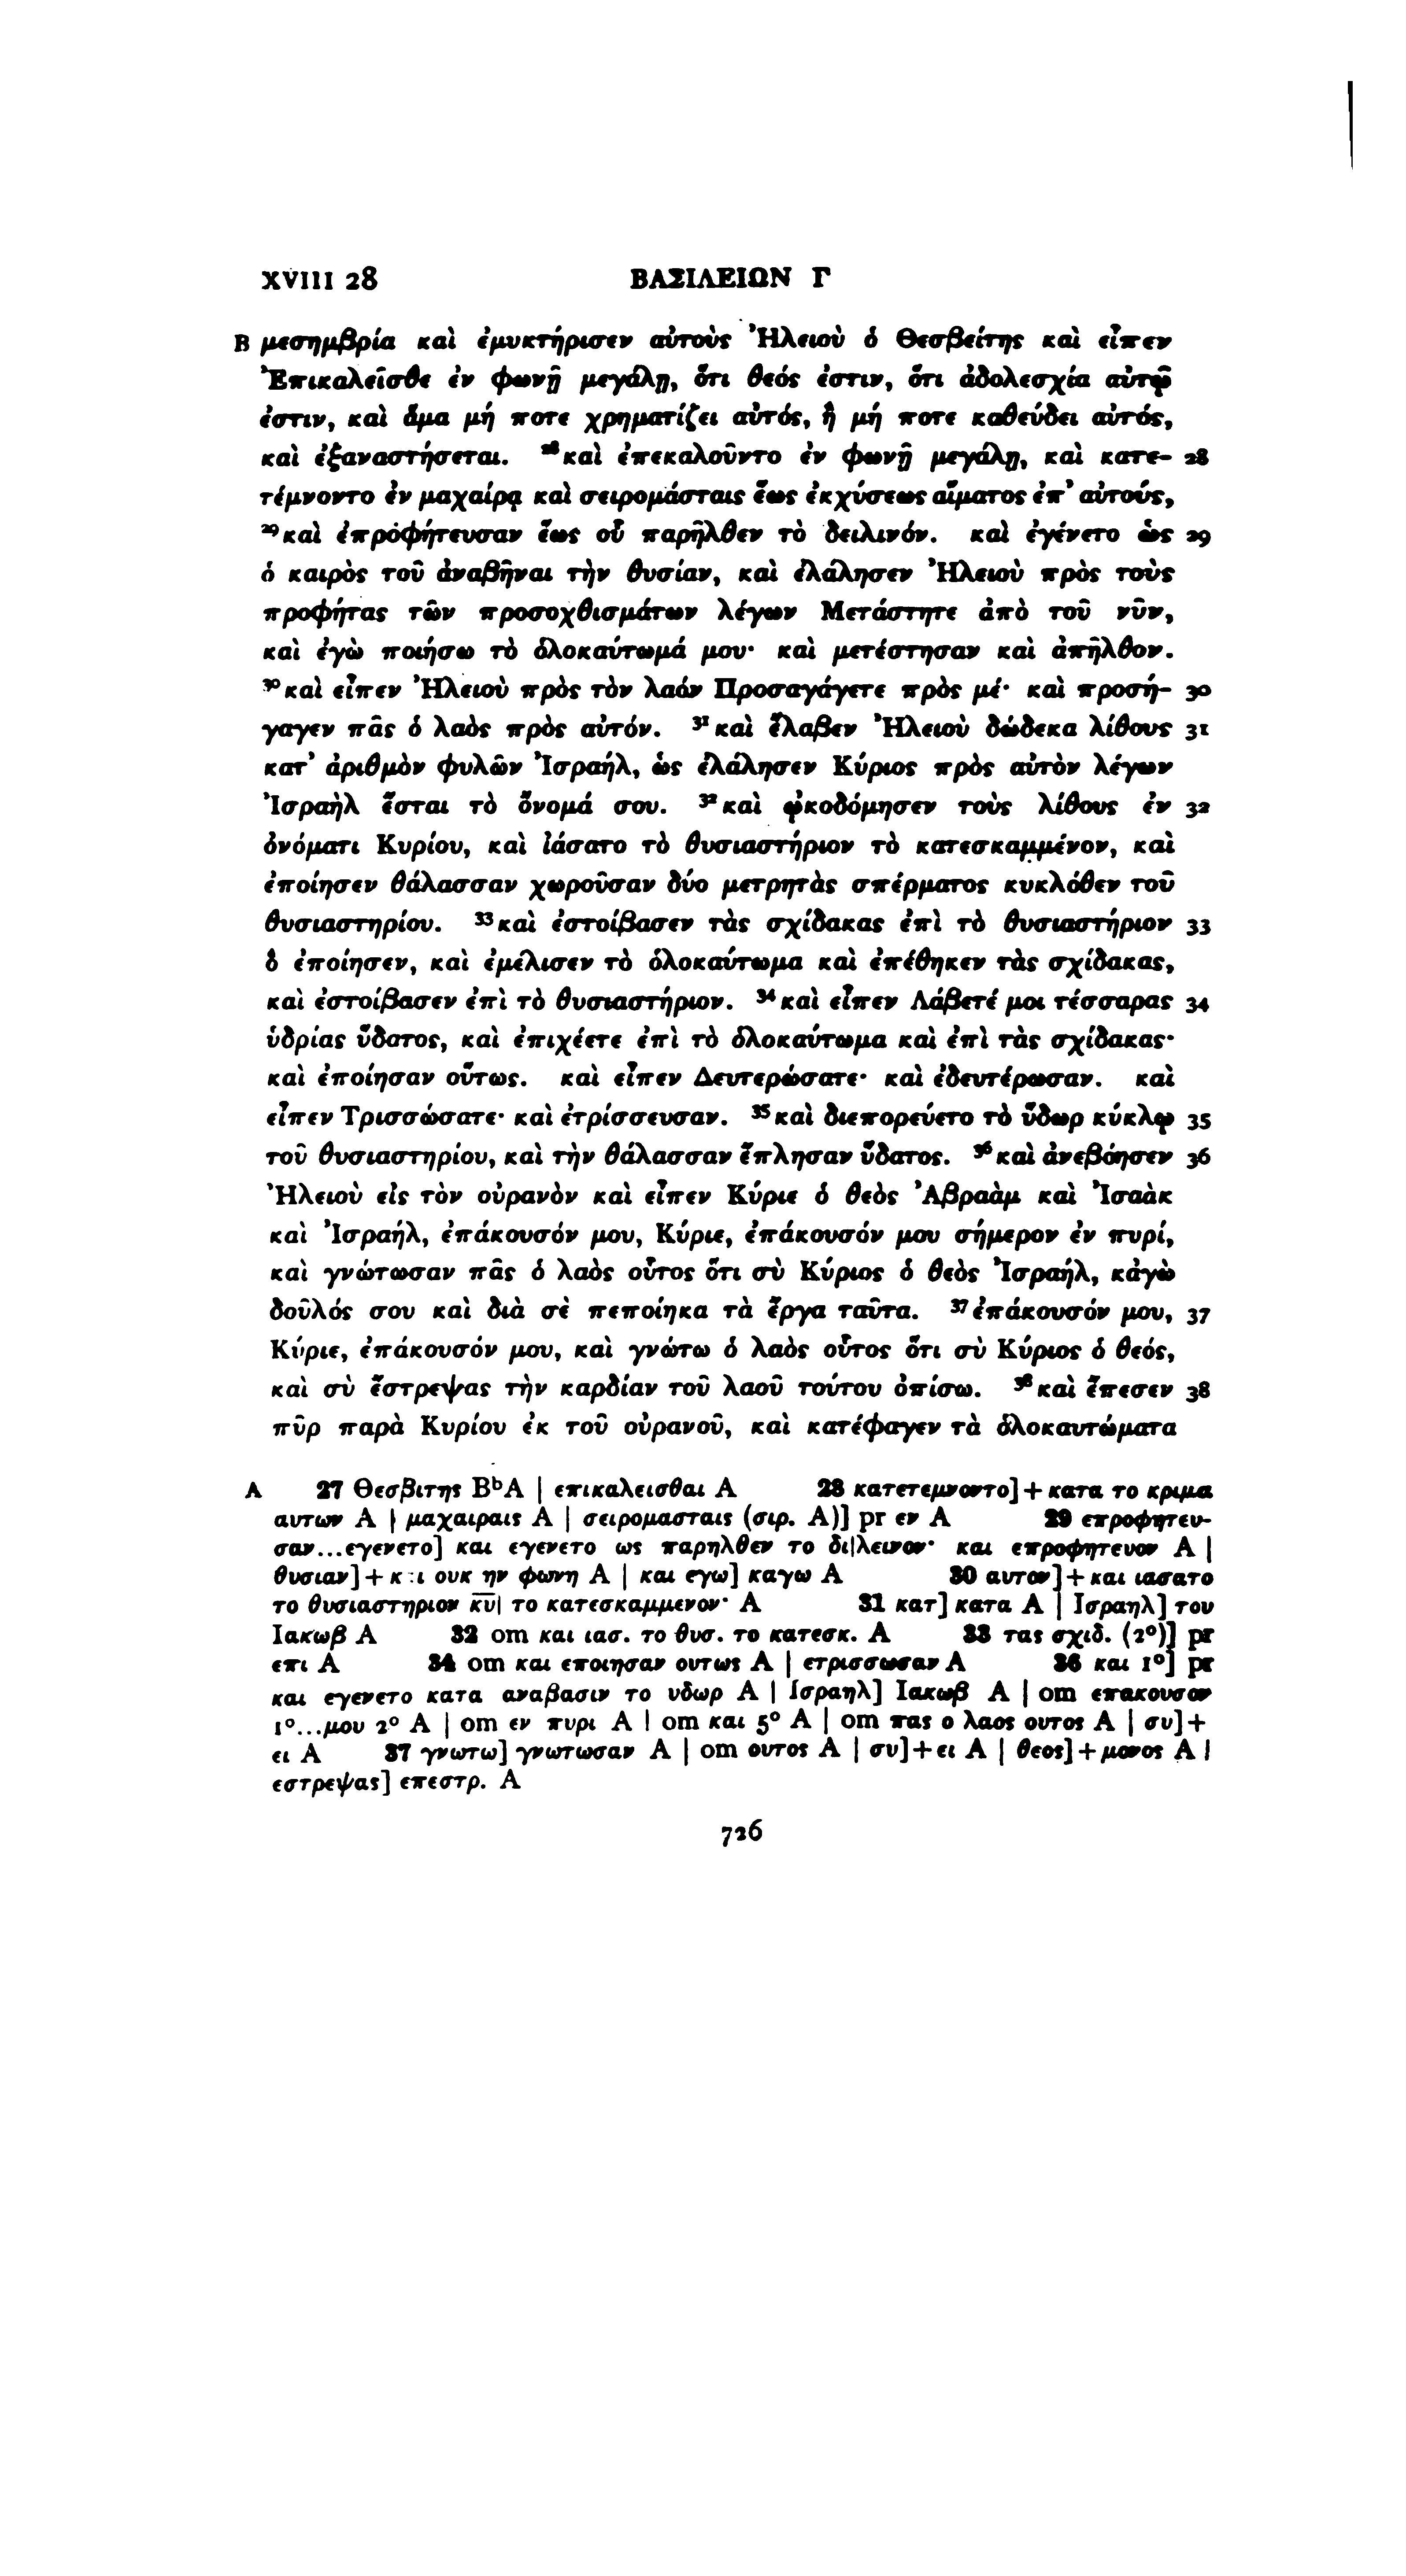 XVIII 28 ΒΑΣΙΛΕΙΩΝ Γ
B μεσημβρία καὶ ἐμυκτήρισεν αὐτοὺς Ἠλειοὺ ὁ Θεσβείτης καὶ εἶπεν
Ἐπικαλεῖσθε ἐν φωνῇ μεγάλῃ, ὅτι θεός ἐστιν, ὅτι ἀδολεσχία αὐτῷ
ἐστιν, καὶ ἅμα μή ποτε χρηματίζει αὐτός, ἢ μή ποτε καθεύδει αὐτός,
καὶ ἐξαναστήσεται. ²⁸καὶ ἐπεκαλοῦντο ἐν φωνῇ μεγάλῃ, καὶ κατε- 28
τέμνοντο ἐν μαχαίρᾳ καὶ σειρομάσταις ἕως ἐκχύσεως αἵματος ἐπ’ αὐτούς,
²⁹καὶ ἐπροφήτευσαν ἕως οὗ παρῆλθεν τὸ δειλινόν. καὶ ἐγένετο ὡς 29
ὁ καιρὸς τοῦ ἀναβῆναι τὴν θυσίαν, καὶ ἐλάλησεν Ἠλειοὺ πρὸς τοὺς
προφήτας τῶν προσοχθισμάτων λέγων Μετάστητε ἀπὸ τοῦ νῦν,
καὶ ἐγὼ ποιήσω τὸ ὁλοκαύτωμά μου· καὶ μετέστησαν καὶ ἀπῆλθον.
³⁰καὶ εἶπεν Ἠλειοὺ πρὸς τὸν λαόν Προσαγάγετε πρὸς μέ· καὶ προσή- 30
γαγεν πᾶς ὁ λαὸς πρὸς αὐτόν. ³¹καὶ ἔλαβεν Ἠλειοὺ δώδεκα λίθους 31
κατ’ ἀριθμὸν φυλῶν Ἰσραήλ, ὡς ἐλάλησεν Κύριος πρὸς αὐτὸν λέγων
Ἰσραὴλ ἔσται τὸ ὄνομά σου. ³²καὶ ᾠκοδόμησεν τοὺς λίθους ἐν 32
ὀνόματι Κυρίου, καὶ ἰάσατο τὸ θυσιαστήριον τὸ κατεσκαμμένον, καὶ
ἐποίησεν θάλασσαν χωροῦσαν δύο μετρητὰς σπέρματος κυκλόθεν τοῦ
θυσιαστηρίου. ³³καὶ ἐστοίβασεν τὰς σχίδακας ἐπὶ τὸ θυσιαστήριον 33
ὃ ἐποίησεν, καὶ ἐμέλισεν τὸ ὁλοκαύτωμα καὶ ἐπέθηκεν τὰς σχίδακας,
καὶ ἐστοίβασεν ἐπὶ τὸ θυσιαστήριον. ³⁴καὶ εἶπεν Λάβετέ μοι τέσσαρας 34
ὑδρίας ὕδατος, καὶ ἐπιχέετε ἐπὶ τὸ ὁλοκαύτωμα καὶ ἐπὶ τὰς σχίδακας·
καὶ ἐποίησαν οὕτως. καὶ εἶπεν Δευτερώσατε· καὶ ἐδευτέρωσαν. καὶ
εἶπεν Τρισσώσατε· καὶ ἐτρίσσευσαν. ³⁵καὶ διεπορεύετο τὸ ὕδωρ κύκλῳ 35
τοῦ θυσιαστηρίου, καὶ τὴν θάλασσαν ἔπλησαν ὕδατος. ³⁶καὶ ἀνεβόησεν 36
Ἠλειοὺ εἰς τὸν οὐρανὸν καὶ εἶπεν Κύριε ὁ θεὸς Ἀβραὰμ καὶ Ἰσαὰκ
καὶ Ἰσραήλ, ἐπάκουσόν μου, Κύριε, ἐπάκουσόν μου σήμερον ἐν πυρί,
καὶ γνώτωσαν πᾶς ὁ λαὸς οὗτος ὅτι σὺ Κύριος ὁ θεὸς Ἰσραήλ, κἀγὼ
δοῦλός σου καὶ διὰ σὲ πεποίηκα τὰ ἔργα ταῦτα. ³⁷ἐπάκουσόν μου, 37
Κύριε, ἐπάκουσόν μου, καὶ γνώτω ὁ λαὸς οὗτος ὅτι σὺ Κύριος ὁ θεός,
καὶ σὺ ἔστρεψας τὴν καρδίαν τοῦ λαοῦ τούτου ὀπίσω. ³⁸καὶ ἔπεσεν 38
πῦρ παρὰ Κυρίου ἐκ τοῦ οὐρανοῦ, καὶ κατέφαγεν τὰ ὁλοκαυτώματα
A 27 Θεσβιτης BᵇA | επικαλεισθαι A 28 κατετεμνοντο]+κατα το κριμα
αυτων A | μαχαιραις A | σειρομασταις (σιρ. A)] pr εν A 29 επροφητευ-
σαν...εγενετο] και εγενετο ως παρηλθεν το δι|λεινον· και επροφητευον A |
θυσιαν]+και ουκ ην φωνη A | και εγω] καγω A 30 αυτον]+και ιασατο
το θυσιαστηριον κ̅υ̅| το κατεσκαμμενον· A 31 κατ] κατα A | Ισραηλ] του
Ιακωβ A 32 om και ιασ. το θυσ. το κατεσκ. A 33 τας σχιδ. (2°)] pr
επι A 34 om και εποιησαν ουτως A | ετρισσωσαν A 36 και 1°] pr
και εγενετο κατα αναβασιν το υδωρ A | Ισραηλ] Ιακωβ A | om επακουσον
1°...μου 2° A | om εν πυρι A | om και 5° A | om πας ο λαος ουτος A | συ]+
ει A 37 γνωτω] γνωτωσαν A | om ουτος A | συ]+ει A | θεος]+μονος A |
εστρεψας] επεστρ. A
726